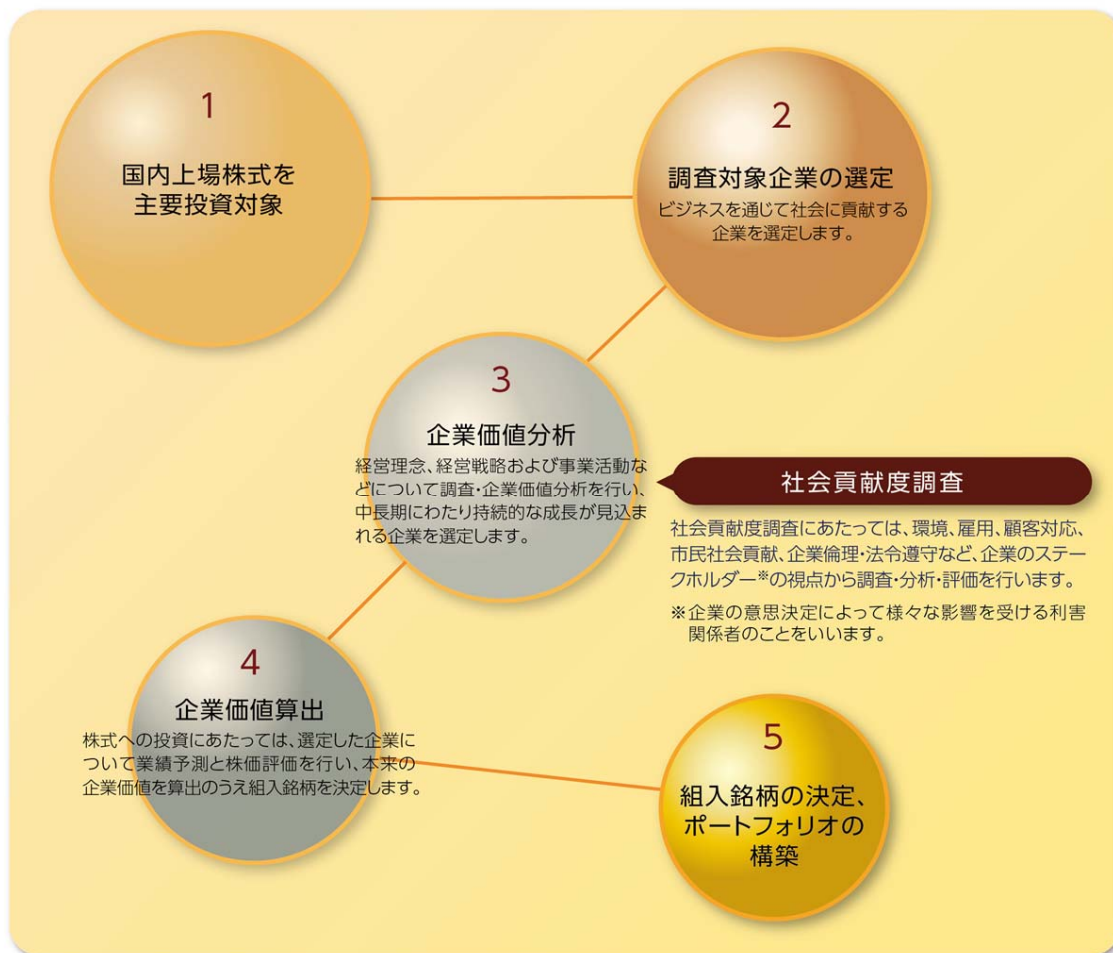 1
国内上場株式を
主要投資対象
2
調査対象企業の選定
ビジネスを通じて社会に貢献する
企業を選定します。
3
企業価値分析
経営理念、経営戦略および事業活動な
どについて調査・企業価値分析を行い、
中長期にわたり持続的な成長が見込ま
れる企業を選定します。
社会貢献度調査
社会貢献度調査にあたっては、環境、雇用、顧客対応、
市民社会貢献、企業倫理・法令遵守など、企業のステー
クホルダー※の視点から調査・分析・評価を行います。
※企業の意思決定によって様々な影響を受ける利害
関係者のことをいいます。
4
企業価値算出
株式への投資にあたっては、選定した企業に
ついて業績予測と株価評価を行い、本来の
企業価値を算出のうえ組入銘柄を決定します。
5
組入銘柄の決定、
ポートフォリオの
構築